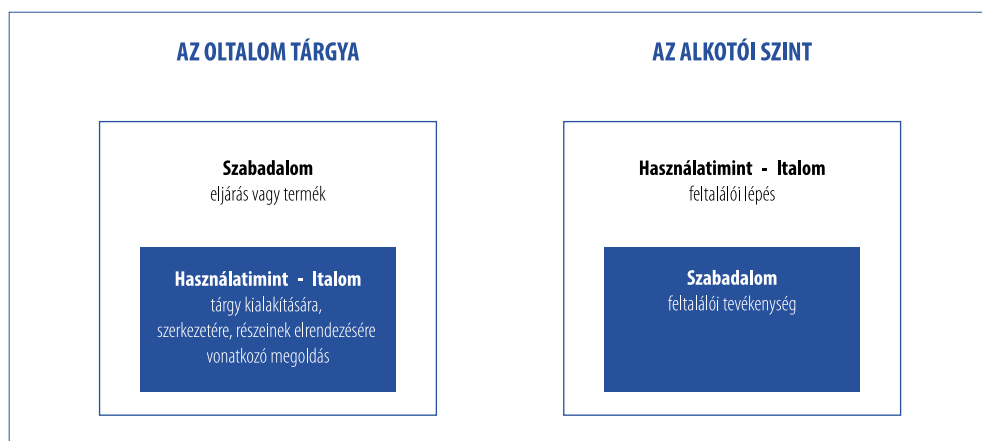 AZ OLTALOM TÁRGYA
Szabadalom
eljárás vagy termék
Használatimint - Italom
tárgy kialakítására,
szerkezetére, részeinek elrendezésére
vonatkozó megoldás
AZ ALKOTÓI SZINT
Használatimint - Italom
feltalálói lépés
Szabadalom
feltalálói tevékenység